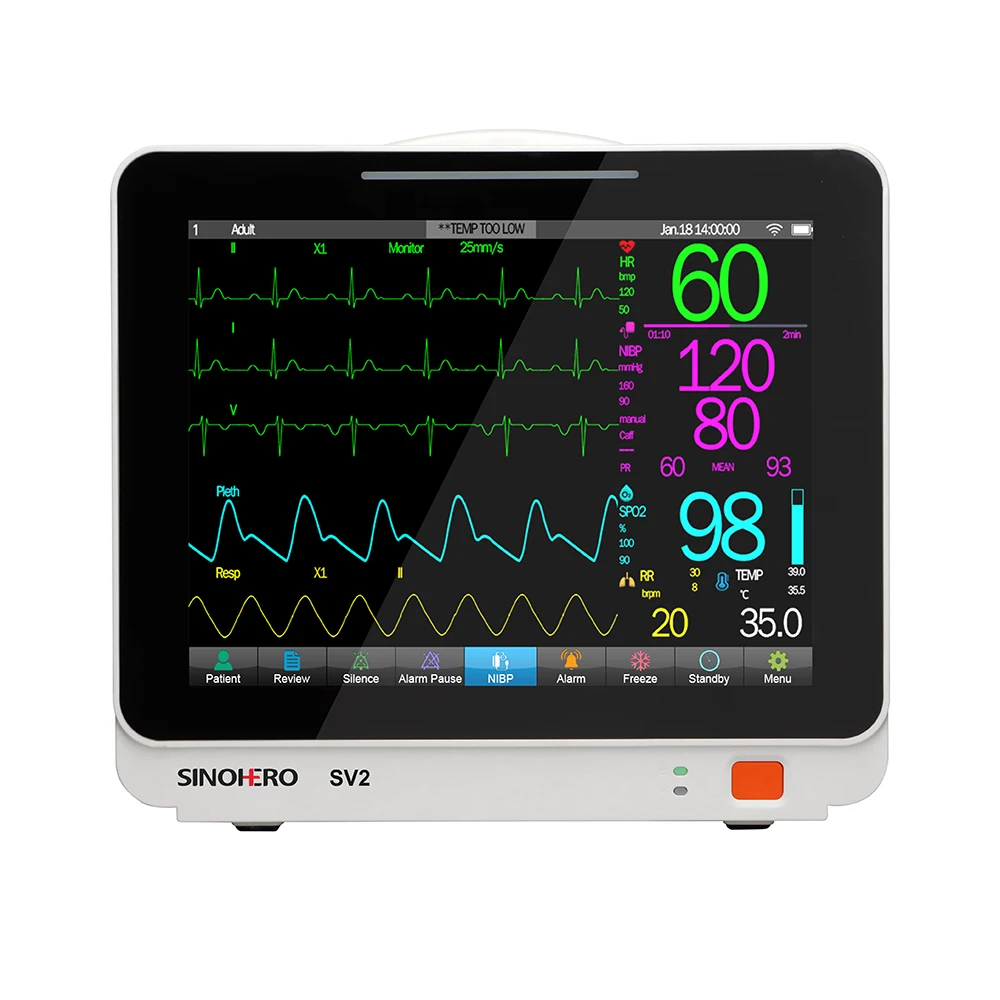 1 Adult **TEMP TOO LOW Jan.18 14:00:00
II X1 Monitor 25mm/s
HR
bmp
120
50
60
I
01:10 2min
NIBP
mmHg
160
90
manual
Caff
120
80
V
PR 60 MEAN 93
Pleth
O₂
SPO2
%
100
90
98
Resp X1 II
RR
brpm
30
8
20
TEMP
°C
39.0
35.5
35.0
Patient Review Silence Alarm Pause NIBP Alarm Freeze Standby Menu
SINOHERO SV2